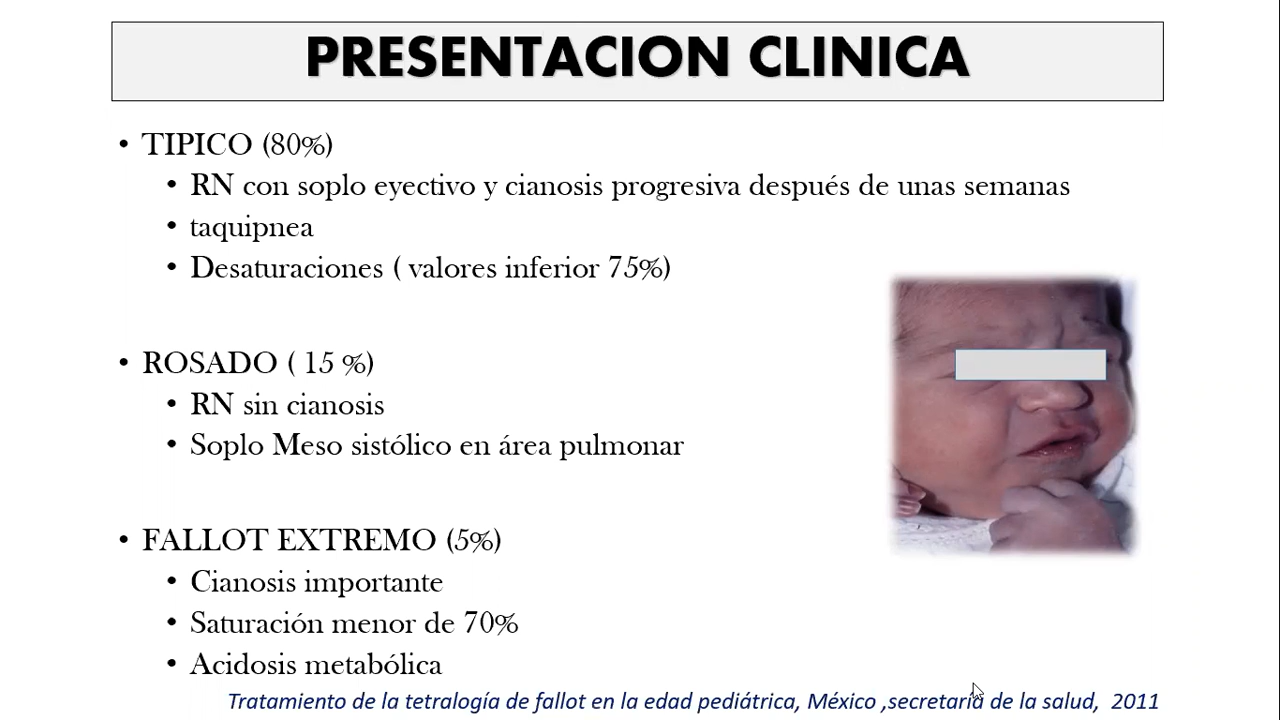 PRESENTACION CLINICA
• TIPICO (80%)
• RN con soplo eyectivo y cianosis progresiva después de unas semanas
• taquipnea
• Desaturaciones ( valores inferior 75%)
• ROSADO ( 15 %)
• RN sin cianosis
• Soplo Meso sistólico en área pulmonar
• FALLOT EXTREMO (5%)
• Cianosis importante
• Saturación menor de 70%
• Acidosis metabólica
Tratamiento de la tetralogía de fallot en la edad pediátrica, México ,secretaria de la salud, 2011